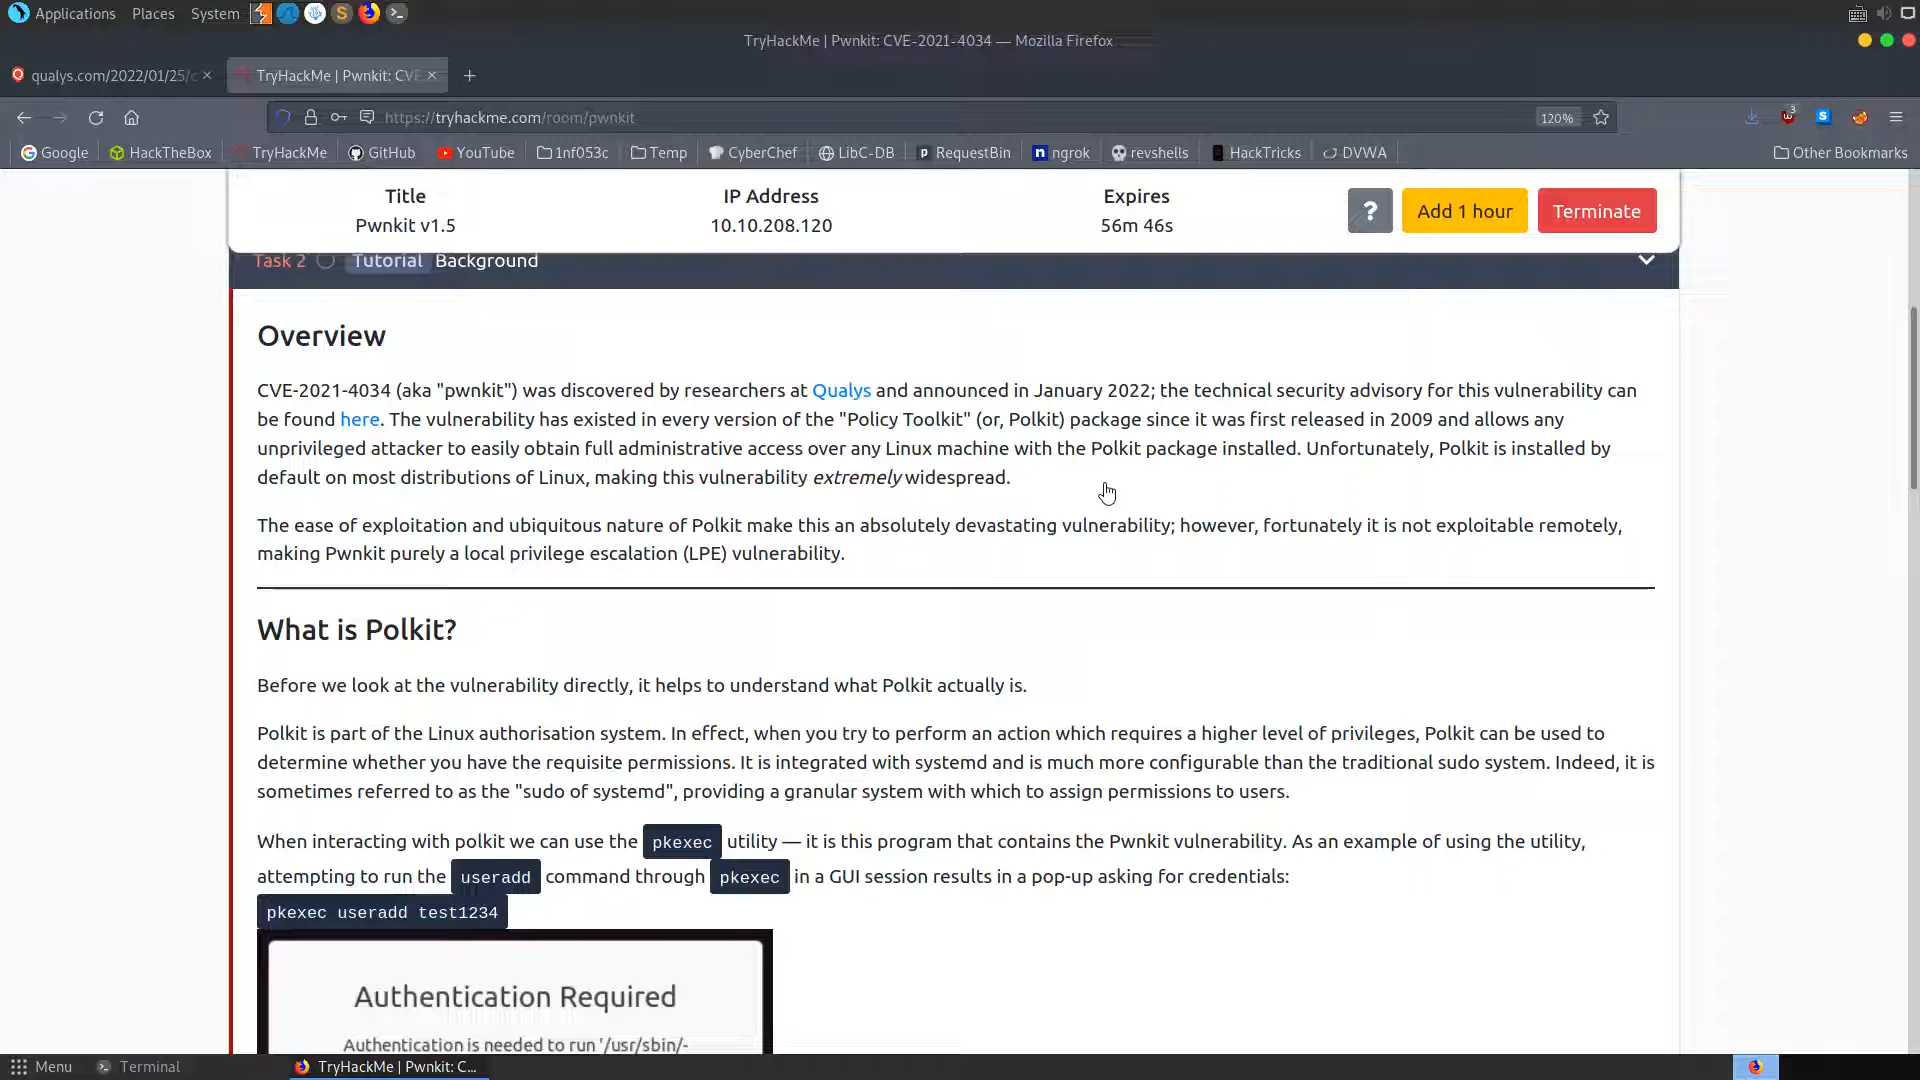 Applications Places System
TryHackMe | Pwnkit: CVE-2021-4034 — Mozilla Firefox
qualys.com/2022/01/25/c
TryHackMe | Pwnkit: CVE
https://tryhackme.com/room/pwnkit
120%
3
Google HackTheBox TryHackMe GitHub YouTube 1nf053c Temp CyberChef LibC-DB RequestBin ngrok revshells HackTricks DVWA Other Bookmarks
Title IP Address Expires
Pwnkit v1.5 10.10.208.120 56m 46s
? Add 1 hour Terminate
Task 2 Tutorial Background
Overview
CVE-2021-4034 (aka "pwnkit") was discovered by researchers at Qualys and announced in January 2022; the technical security advisory for this vulnerability can
be found here. The vulnerability has existed in every version of the "Policy Toolkit" (or, Polkit) package since it was first released in 2009 and allows any
unprivileged attacker to easily obtain full administrative access over any Linux machine with the Polkit package installed. Unfortunately, Polkit is installed by
default on most distributions of Linux, making this vulnerability extremely widespread.
The ease of exploitation and ubiquitous nature of Polkit make this an absolutely devastating vulnerability; however, fortunately it is not exploitable remotely,
making Pwnkit purely a local privilege escalation (LPE) vulnerability.
What is Polkit?
Before we look at the vulnerability directly, it helps to understand what Polkit actually is.
Polkit is part of the Linux authorisation system. In effect, when you try to perform an action which requires a higher level of privileges, Polkit can be used to
determine whether you have the requisite permissions. It is integrated with systemd and is much more configurable than the traditional sudo system. Indeed, it is
sometimes referred to as the "sudo of systemd", providing a granular system with which to assign permissions to users.
When interacting with polkit we can use the pkexec utility — it is this program that contains the Pwnkit vulnerability. As an example of using the utility,
attempting to run the useradd command through pkexec in a GUI session results in a pop-up asking for credentials:
pkexec useradd test1234
Authentication Required
Authentication is needed to run '/usr/sbin/-
Menu Terminal TryHackMe | Pwnkit: C...